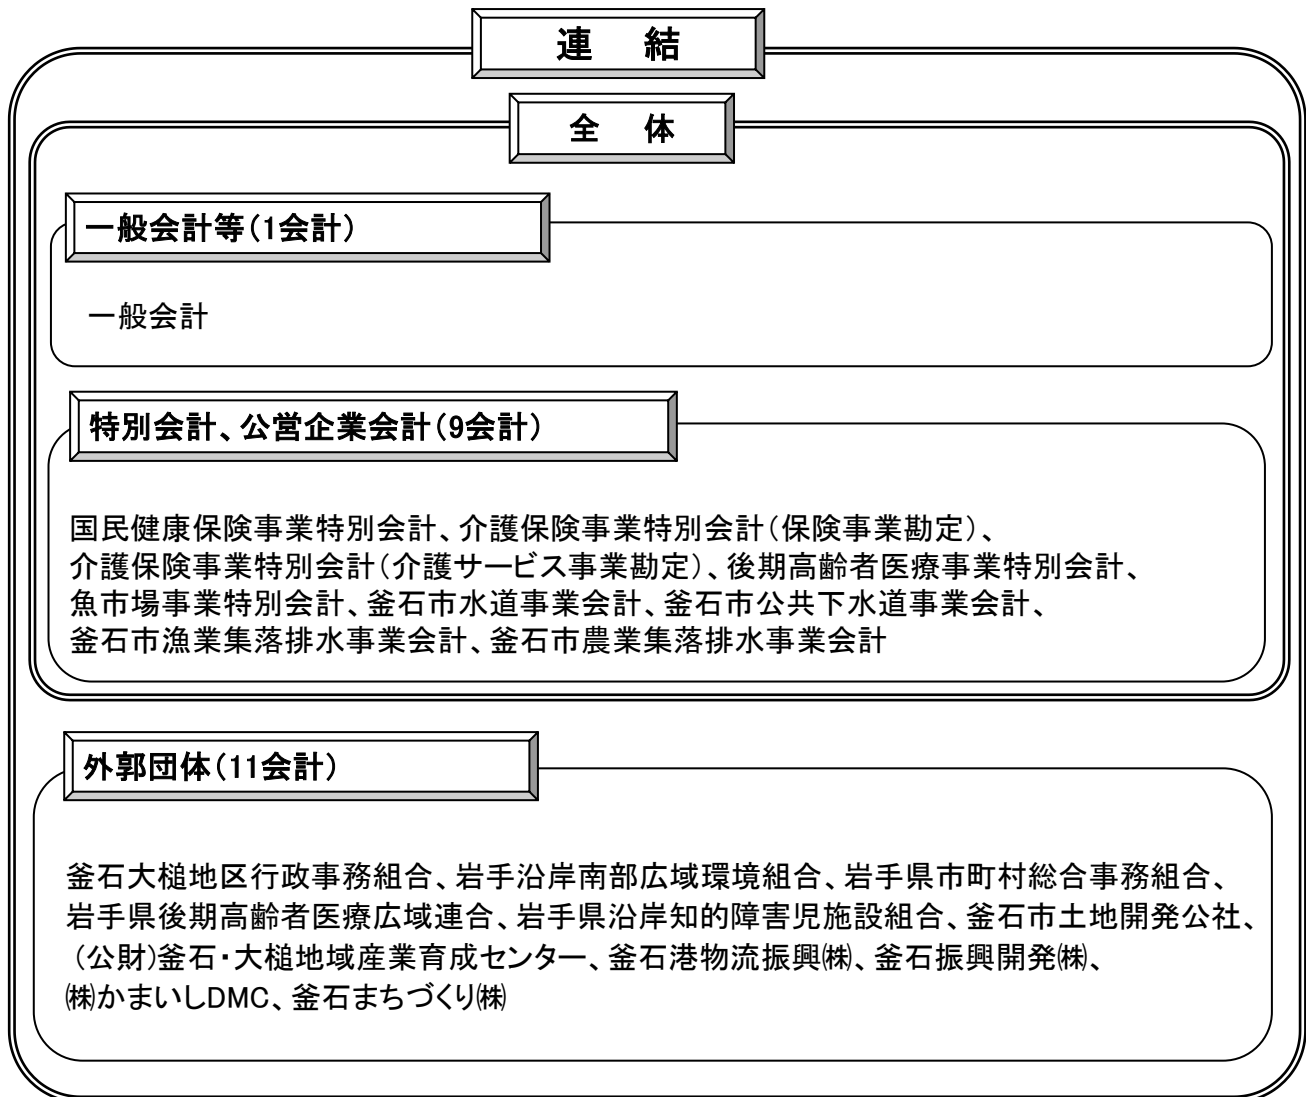 連 結
全 体
一般会計等（1会計）
一般会計
特別会計、公営企業会計（9会計）
国民健康保険事業特別会計、介護保険事業特別会計（保険事業勘定）、
介護保険事業特別会計（介護サービス事業勘定）、後期高齢者医療事業特別会計、
魚市場事業特別会計、釜石市水道事業会計、釜石市公共下水道事業会計、
釜石市漁業集落排水事業会計、釜石市農業集落排水事業会計
外郭団体（11会計）
釜石大槌地区行政事務組合、岩手沿岸南部広域環境組合、岩手県市町村総合事務組合、
岩手県後期高齢者医療広域連合、岩手県沿岸知的障害児施設組合、釜石市土地開発公社、
（公財）釜石・大槌地域産業育成センター、釜石港物流振興㈱、釜石振興開発㈱、
㈱かまいしDMC、釜石まちづくり㈱